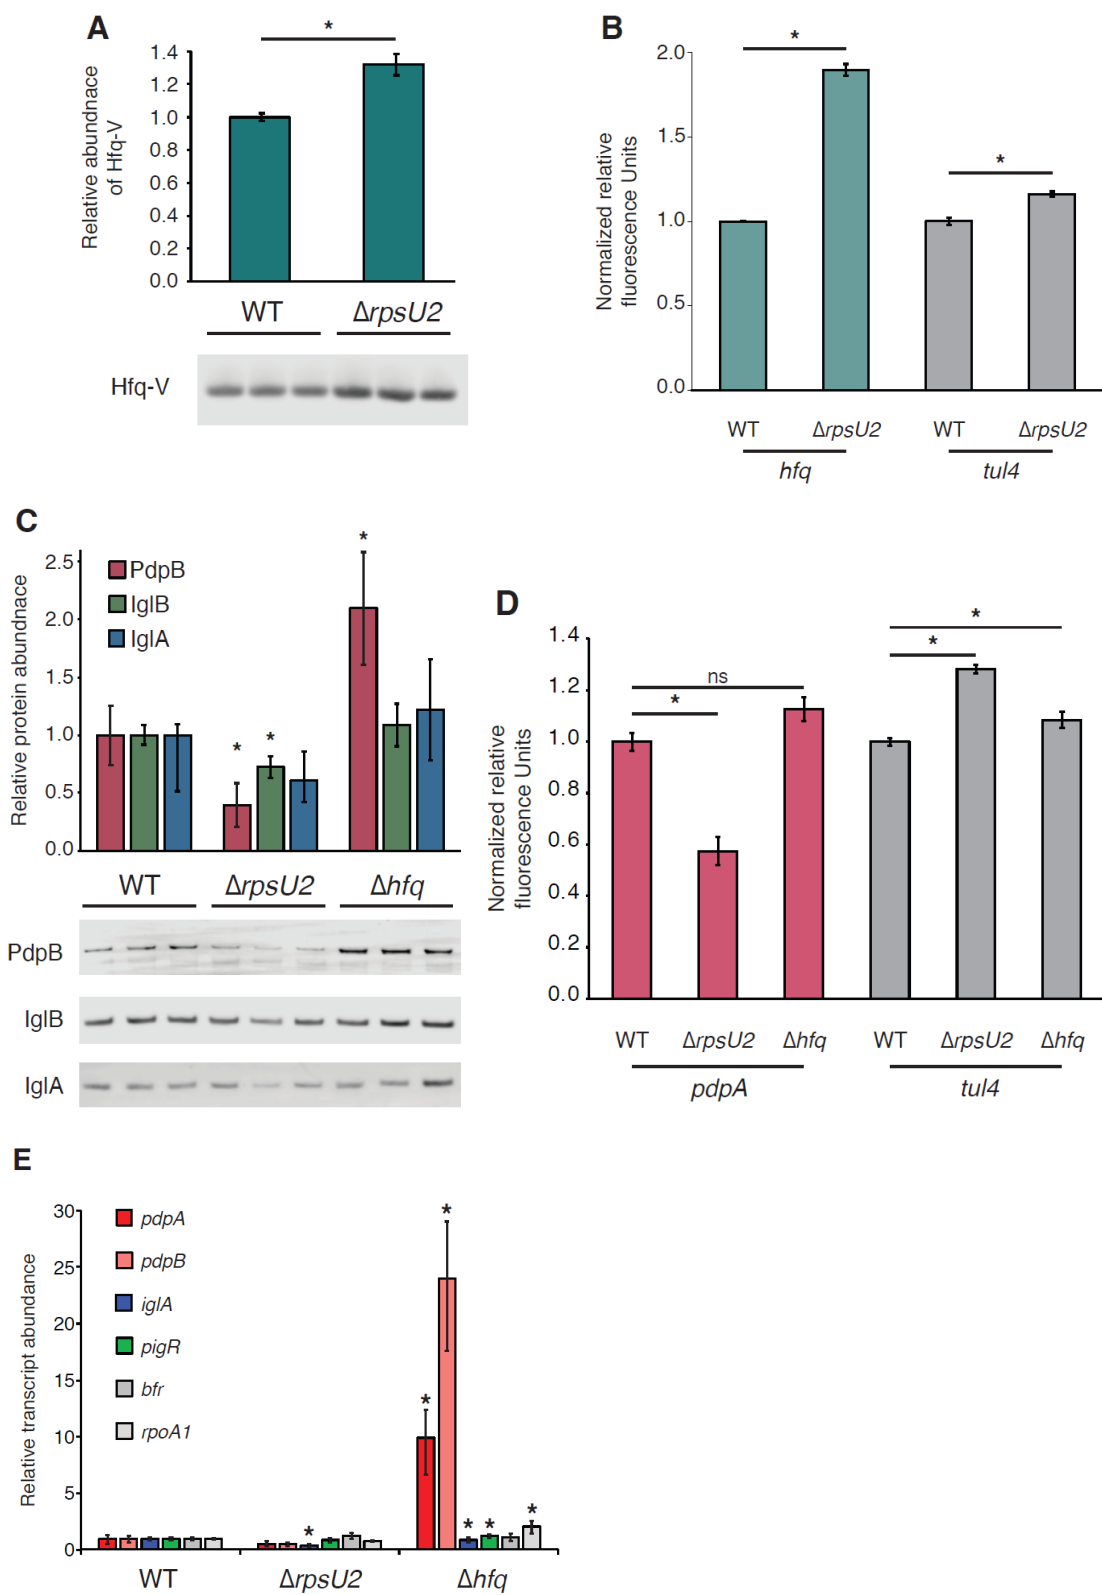 A
*
1.4
1.2
1.0
0.8
0.6
0.4
0.2
0.0
Relative abundnace
of Hfq-V
WT
ΔrpsU2
Hfq-V
B
*
*
2.0
1.5
1.0
0.5
0.0
Normalized relative
fluorescence Units
WT
ΔrpsU2
WT
ΔrpsU2
hfq
tul4
C
*
2.5
2.0
1.5
1.0
0.5
0.0
Relative protein abundnace
PdpB
IglB
IglA
*
*
WT
ΔrpsU2
Δhfq
PdpB
IglB
IglA
D
*
*
ns
*
1.4
1.2
1.0
0.8
0.6
0.4
0.2
0.0
Normalized relative
fluorescence Units
WT
ΔrpsU2
Δhfq
WT
ΔrpsU2
Δhfq
pdpA
tul4
E
30
25
20
15
10
5
0
Relative transcript abundance
pdpA
pdpB
iglA
pigR
bfr
rpoA1
*
*
*
*
*
*
WT
ΔrpsU2
Δhfq